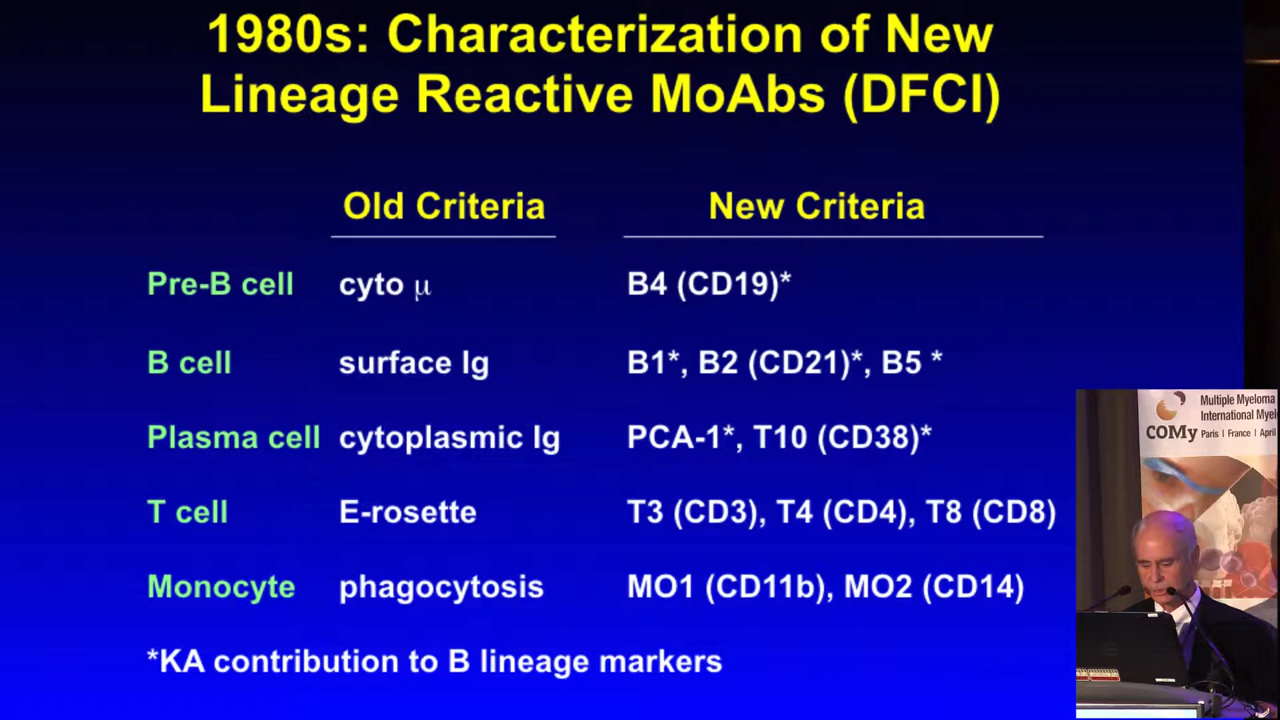 1980s: Characterization of New
Lineage Reactive MoAbs (DFCI)
Old Criteria New Criteria
Pre-B cell cyto μ B4 (CD19)*
B cell surface Ig B1*, B2 (CD21)*, B5 *
Plasma cell cytoplasmic Ig PCA-1*, T10 (CD38)*
T cell E-rosette T3 (CD3), T4 (CD4), T8 (CD8)
Monocyte phagocytosis MO1 (CD11b), MO2 (CD14)
*KA contribution to B lineage markers
Multiple Myeloma
International Myel
COMy Paris | France | April